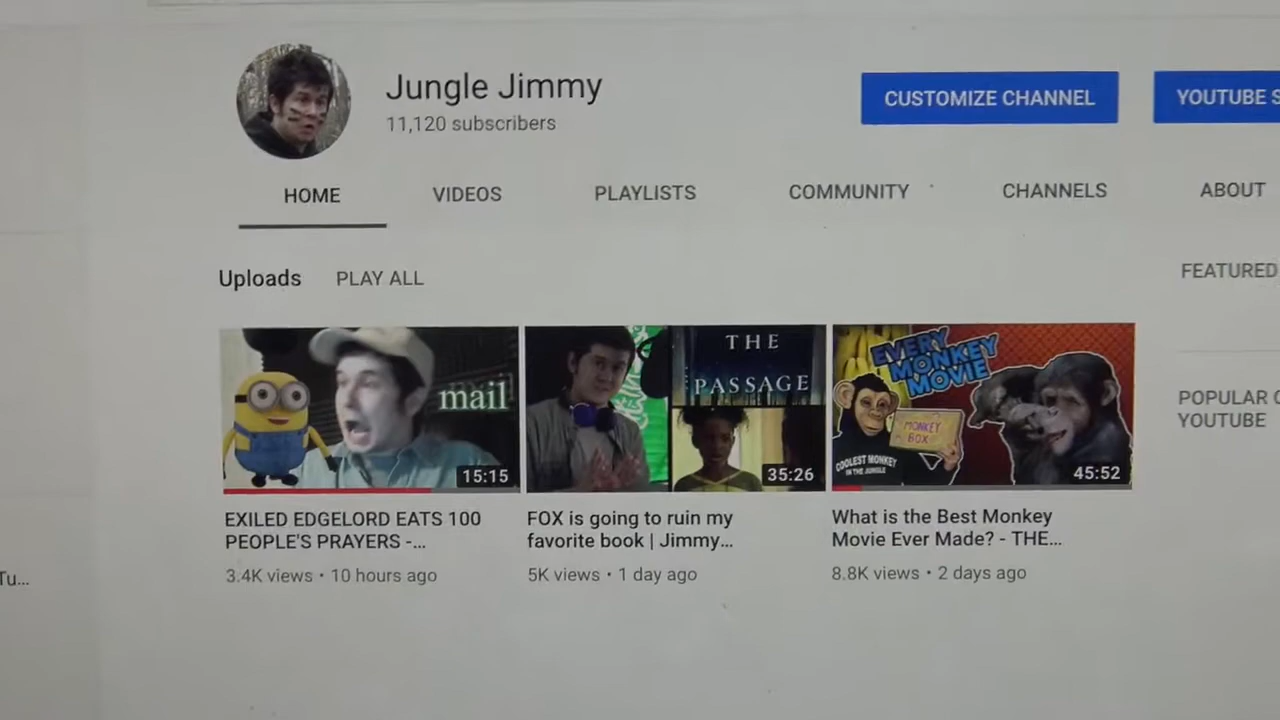 Jungle Jimmy
11,120 subscribers
CUSTOMIZE CHANNEL
YOUTUBE S
HOME
VIDEOS
PLAYLISTS
COMMUNITY
CHANNELS
ABOUT
Uploads
PLAY ALL
FEATURED
mail
15:15
THE
PASSAGE
35:26
EVERY
MONKEY
MOVIE
MONKEY
BOX
COOLEST MONKEY
IN THE JUNGLE
45:52
EXILED EDGELORD EATS 100
PEOPLE'S PRAYERS -...
3.4K views • 10 hours ago
FOX is going to ruin my
favorite book | Jimmy...
5K views • 1 day ago
What is the Best Monkey
Movie Ever Made? - THE...
8.8K views • 2 days ago
POPULAR O
YOUTUBE
Tu...